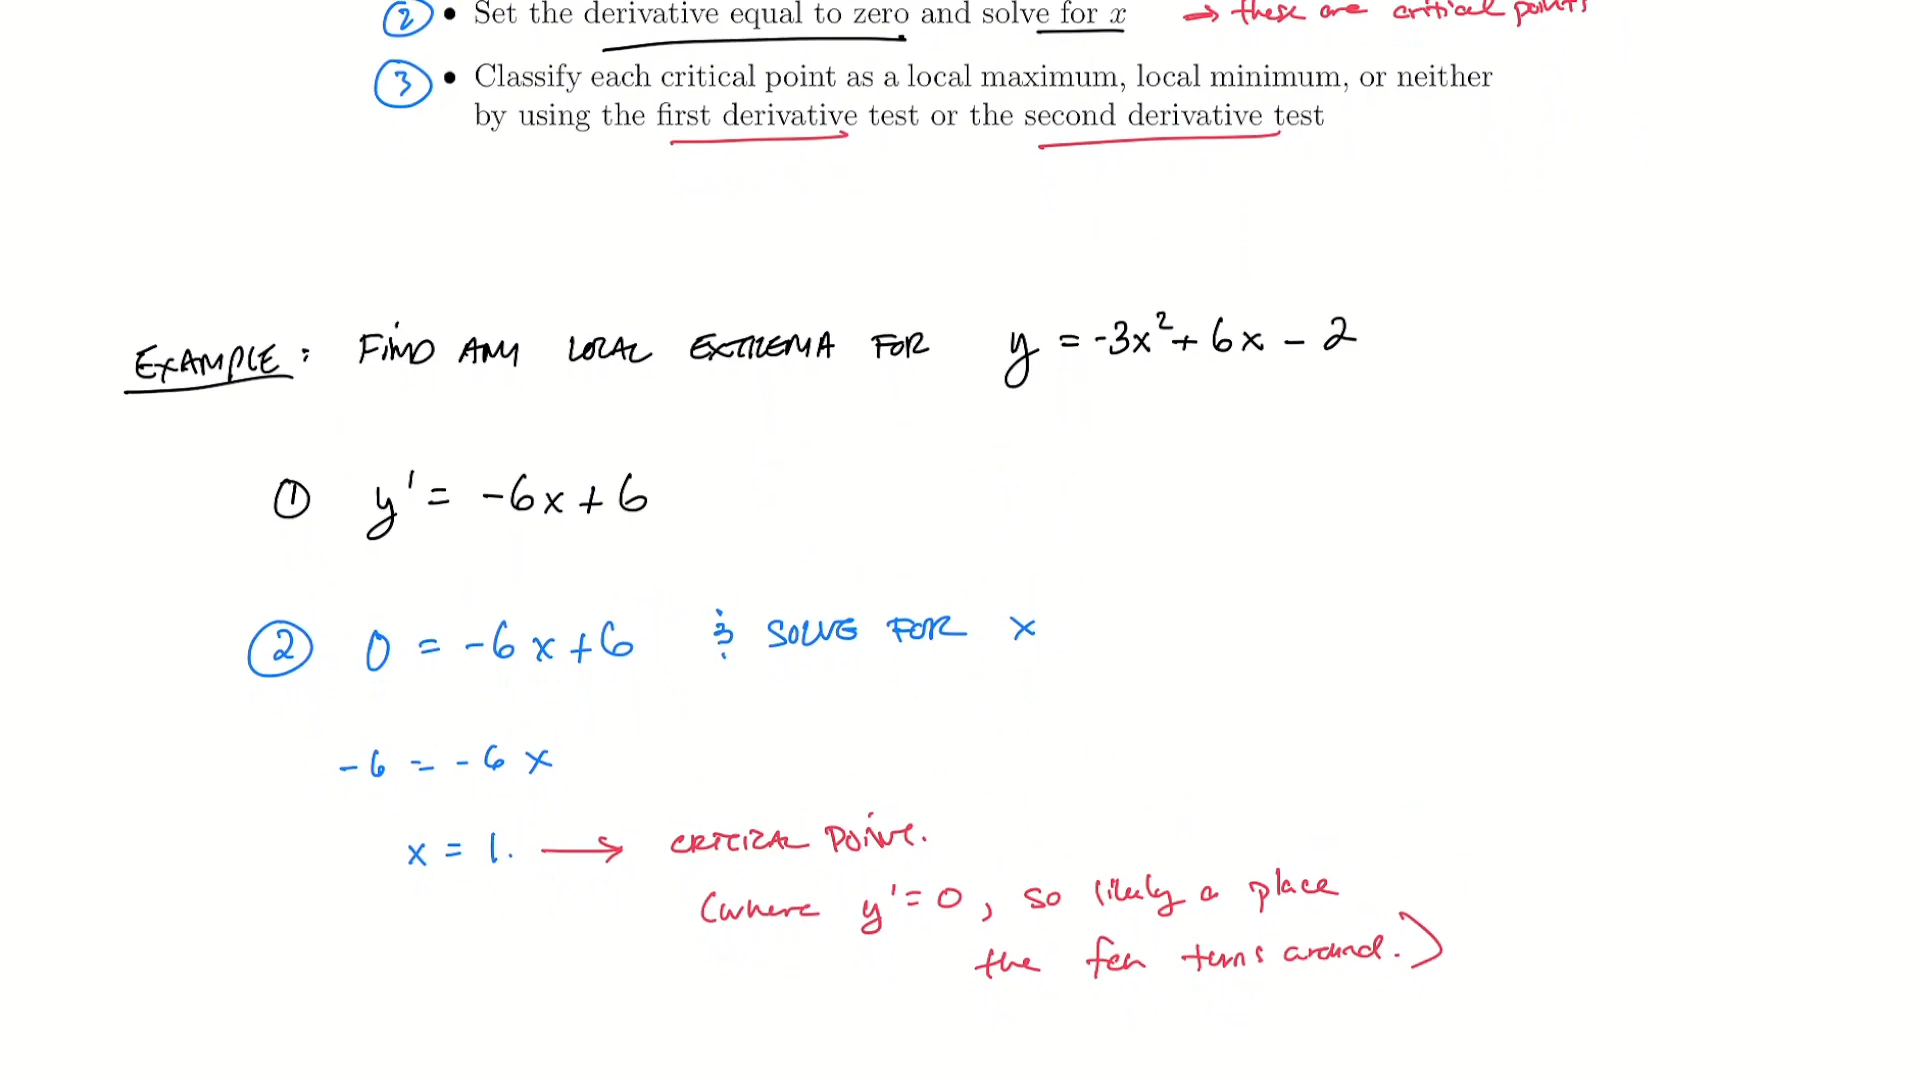 ② • Set the derivative equal to zero and solve for x → these are critical points
③ • Classify each critical point as a local maximum, local minimum, or neither
by using the first derivative test or the second derivative test
EXAMPLE: FIND ANY LOCAL EXTREMA FOR y = -3x² + 6x - 2
① y' = -6x + 6
② 0 = -6x + 6 & SOLVE FOR x
-6 = -6x
x = 1. → CRITICAL POINT.
(where y' = 0, so likely a place
the fcn turns around.)